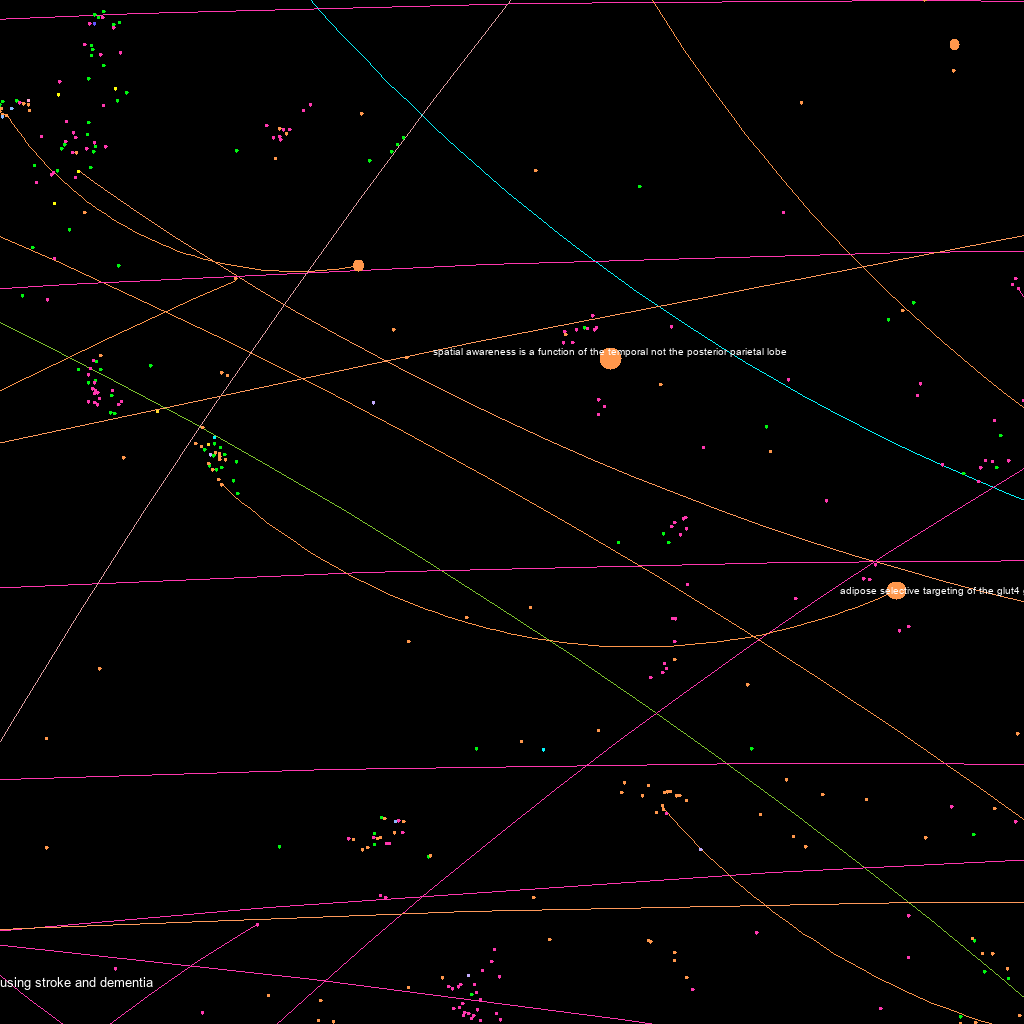 spatial awareness is a function of the temporal not the posterior parietal lobe
adipose selective targeting of the glut4
using stroke and dementia